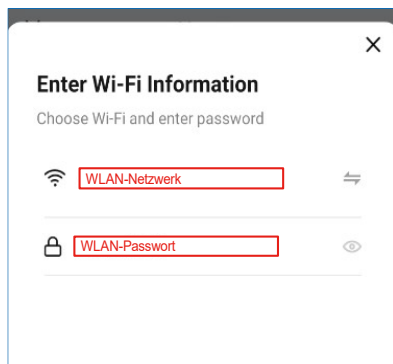 Enter Wi-Fi Information
Choose Wi-Fi and enter password
WLAN-Netzwerk
WLAN-Passwort